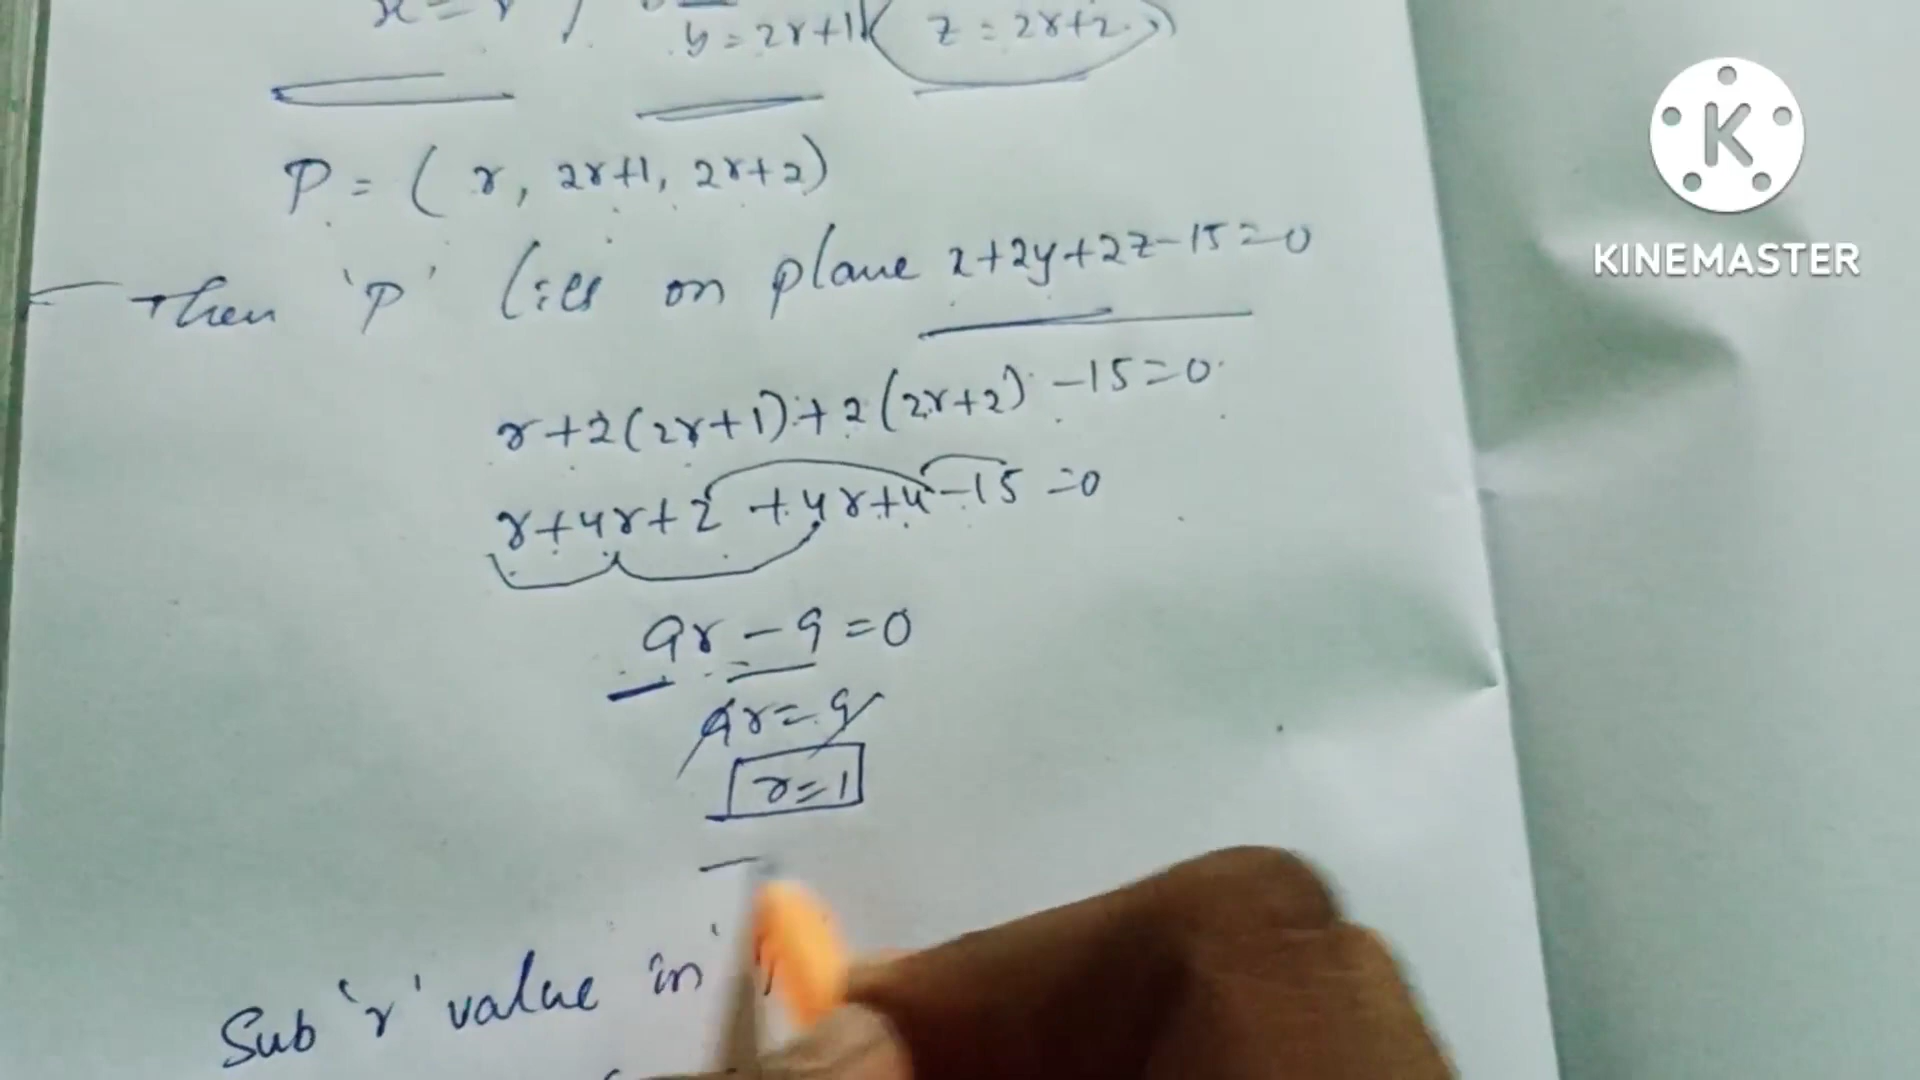 y = 2r+1 z = 2r+2
P = ( r, 2r+1, 2r+2)
Then 'P' lies on plane x+2y+2z-15=0
r+2(2r+1)+2(2r+2) -15=0
r+4r+2 +4r+4-15 =0
9r - 9 =0
9r = 9
r=1
Sub 'r' value in
K
KINEMASTER